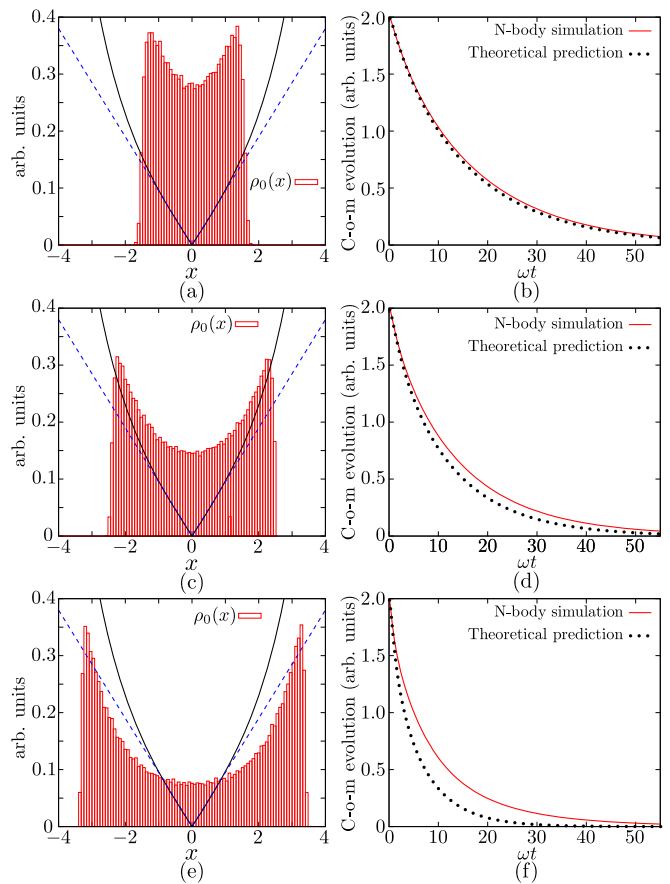 arb. units
0.4
0.3
0.2
0.1
0
ρ₀(x)
−4
−2
0
2
4
x
(a)
C-o-m evolution (arb. units)
2.0
1.5
1.0
0.5
0
N-body simulation
Theoretical prediction
0
10
20
30
40
50
ωt
(b)
arb. units
0.4
0.3
0.2
0.1
0
ρ₀(x)
−4
−2
0
2
4
x
(c)
C-o-m evolution (arb. units)
2.0
1.5
1.0
0.5
0
N-body simulation
Theoretical prediction
0
10
20
30
40
50
ωt
(d)
arb. units
0.4
0.3
0.2
0.1
0
ρ₀(x)
−4
−2
0
2
4
x
(e)
C-o-m evolution (arb. units)
2.0
1.5
1.0
0.5
0
N-body simulation
Theoretical prediction
0
10
20
30
40
50
ωt
(f)